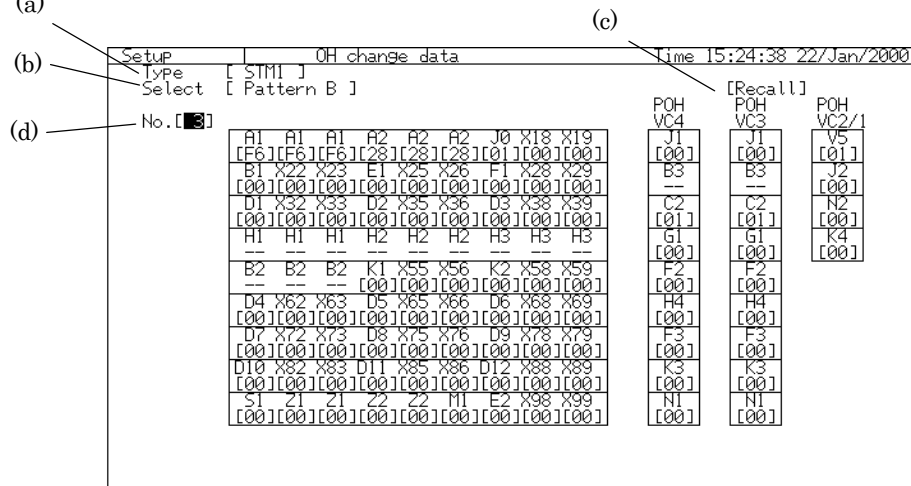 (a)
(c)
Setup OH change data Time 15:24:38 22/Jan/2000
(b)
Type [ STM1 ]
Select [ Pattern B ] [Recall]
POH POH POH
VC4 VC3 VC2/1
(d) No.[ 3]
A1 A1 A1 A2 A2 A2 J0 X18 X19 J1 J1 V5
[F6][F6][F6][28][28][28][01][00][00] [00] [00] [01]
B1 X22 X23 E1 X25 X26 F1 X28 X29 B3 B3 J2
[00][00][00][00][00][00][00][00][00] -- -- [00]
D1 X32 X33 D2 X35 X36 D3 X38 X39 C2 C2 N2
[00][00][00][00][00][00][00][00][00] [01] [01] [00]
H1 H1 H1 H2 H2 H2 H3 H3 H3 G1 G1 K4
-- -- -- -- -- -- -- -- -- [00] [00] [00]
B2 B2 B2 K1 X55 X56 K2 X58 X59 F2 F2
-- -- -- [00][00][00][00][00][00] [00] [00]
D4 X62 X63 D5 X65 X66 D6 X68 X69 H4 H4
[00][00][00][00][00][00][00][00][00] [00] [00]
D7 X72 X73 D8 X75 X76 D9 X78 X79 F3 F3
[00][00][00][00][00][00][00][00][00] [00] [00]
D10 X82 X83 D11 X85 X86 D12 X88 X89 K3 K3
[00][00][00][00][00][00][00][00][00] [00] [00]
S1 Z1 Z1 Z2 Z2 M1 E2 X98 X99 N1 N1
[00][00][00][00][00][00][00][00][00] [00] [00]